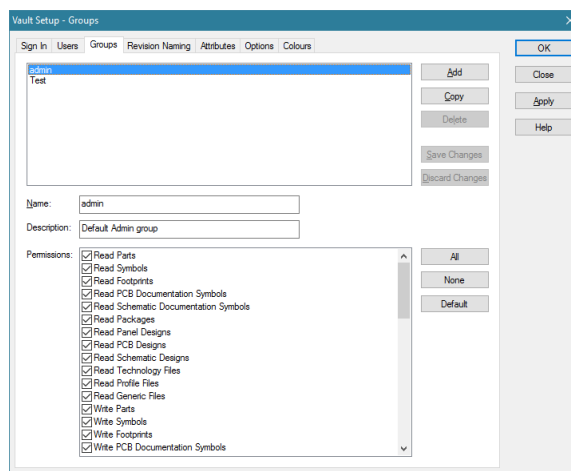 Vault Setup - Groups
Sign In Users Groups Revision Naming Attributes Options Colours
OK
Close
Apply
Help
admin
Test
Add
Copy
Delete
Save Changes
Discard Changes
Name: admin
Description: Default Admin group
Permissions:
Read Parts
Read Symbols
Read Footprints
Read PCB Documentation Symbols
Read Schematic Documentation Symbols
Read Packages
Read Panel Designs
Read PCB Designs
Read Schematic Designs
Read Technology Files
Read Profile Files
Read Generic Files
Write Parts
Write Symbols
Write Footprints
Write PCB Documentation Symbols
All
None
Default